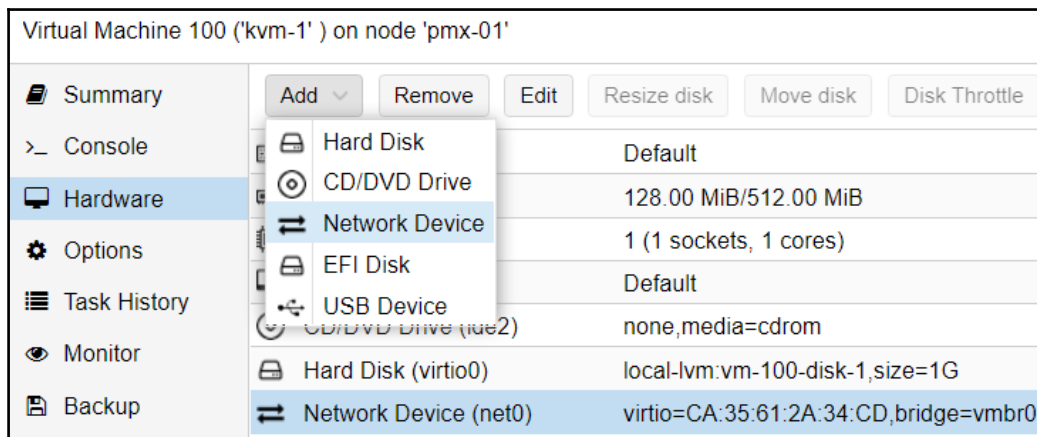 Virtual Machine 100 ('kvm-1' ) on node 'pmx-01'
Summary
Console
Hardware
Options
Task History
Monitor
Backup
Add Remove Edit Resize disk Move disk Disk Throttle
Hard Disk
CD/DVD Drive
Network Device
EFI Disk
USB Device
Default
128.00 MiB/512.00 MiB
1 (1 sockets, 1 cores)
Default
CD/DVD Drive (ide2) none,media=cdrom
Hard Disk (virtio0) local-lvm:vm-100-disk-1,size=1G
Network Device (net0) virtio=CA:35:61:2A:34:CD,bridge=vmbr0